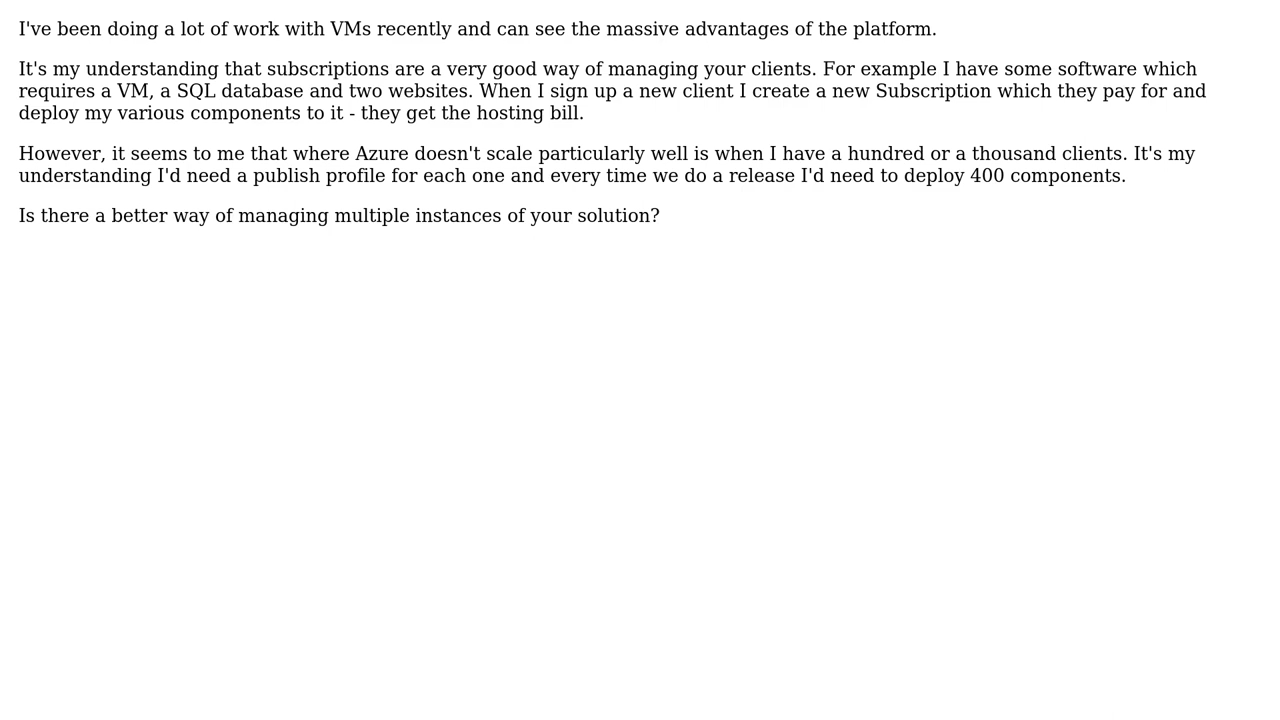 I've been doing a lot of work with VMs recently and can see the massive advantages of the platform.
It's my understanding that subscriptions are a very good way of managing your clients. For example I have some software which
requires a VM, a SQL database and two websites. When I sign up a new client I create a new Subscription which they pay for and
deploy my various components to it - they get the hosting bill.
However, it seems to me that where Azure doesn't scale particularly well is when I have a hundred or a thousand clients. It's my
understanding I'd need a publish profile for each one and every time we do a release I'd need to deploy 400 components.
Is there a better way of managing multiple instances of your solution?